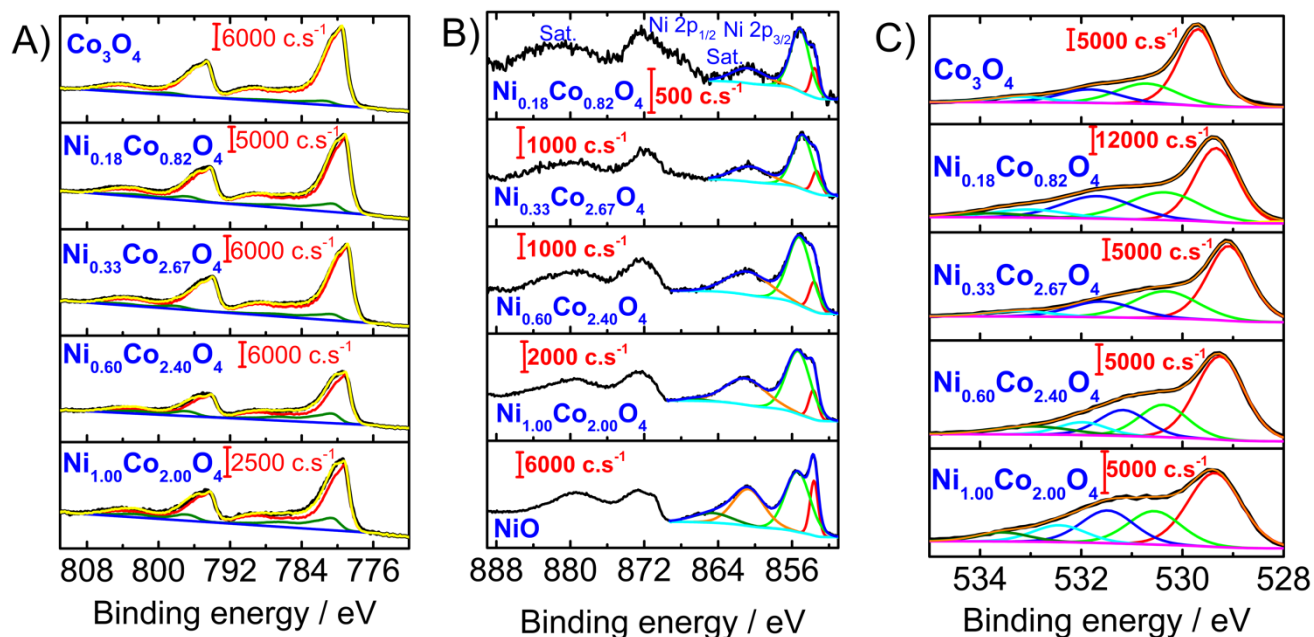 A)
Co₃O₄
6000 c.s⁻¹
Ni₀.₁₈Co₀.₈₂O₄
5000 c.s⁻¹
Ni₀.₃₃Co₂.₆₇O₄
6000 c.s⁻¹
Ni₀.₆₀Co₂.₄₀O₄
6000 c.s⁻¹
Ni₁.₀₀Co₂.₀₀O₄
2500 c.s⁻¹
808 800 792 784 776
Binding energy / eV
B)
Sat.
Ni 2p₁/₂ Ni 2p₃/₂
Sat.
Ni₀.₁₈Co₀.₈₂O₄
500 c.s⁻¹
1000 c.s⁻¹
Ni₀.₃₃Co₂.₆₇O₄
1000 c.s⁻¹
Ni₀.₆₀Co₂.₄₀O₄
2000 c.s⁻¹
Ni₁.₀₀Co₂.₀₀O₄
6000 c.s⁻¹
NiO
888 880 872 864 856
Binding energy / eV
C)
5000 c.s⁻¹
Co₃O₄
12000 c.s⁻¹
Ni₀.₁₈Co₀.₈₂O₄
5000 c.s⁻¹
Ni₀.₃₃Co₂.₆₇O₄
5000 c.s⁻¹
Ni₀.₆₀Co₂.₄₀O₄
5000 c.s⁻¹
Ni₁.₀₀Co₂.₀₀O₄
534 532 530 528
Binding energy / eV